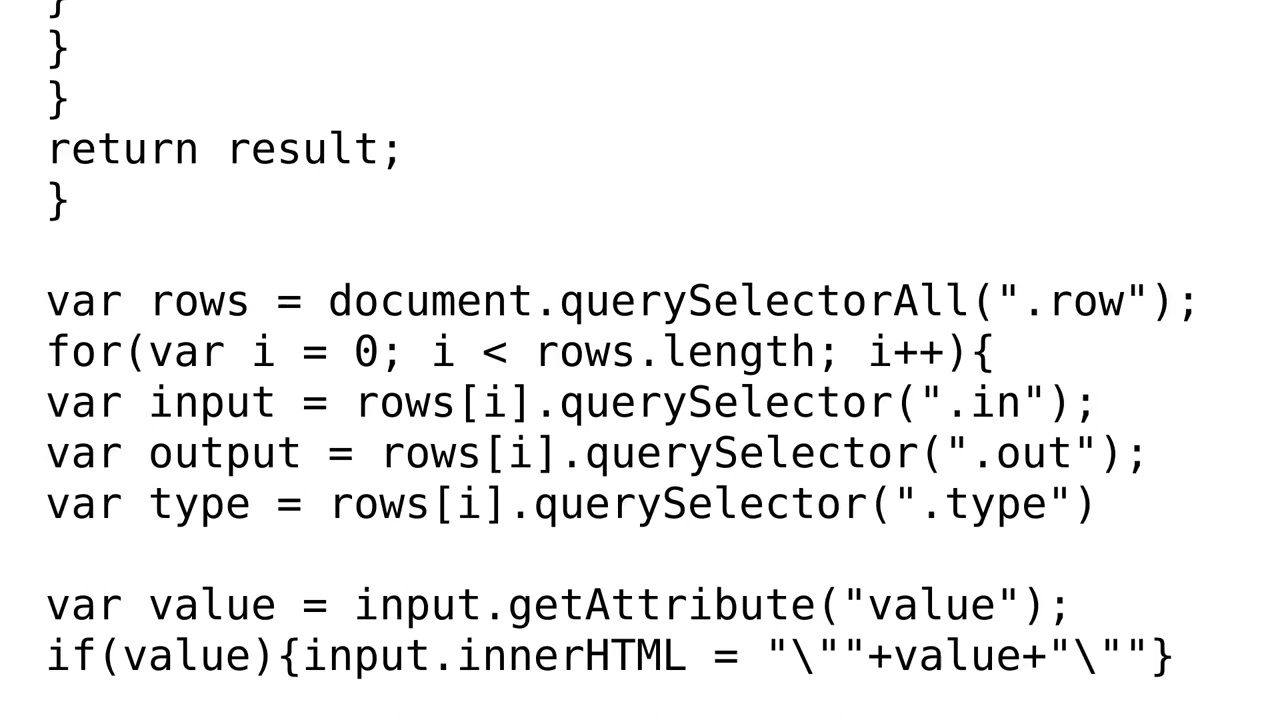 }
}
}
return result;
}
var rows = document.querySelectorAll(".row");
for(var i = 0; i < rows.length; i++){
var input = rows[i].querySelector(".in");
var output = rows[i].querySelector(".out");
var type = rows[i].querySelector(".type")
var value = input.getAttribute("value");
if(value){input.innerHTML = "\""+value+"\""}